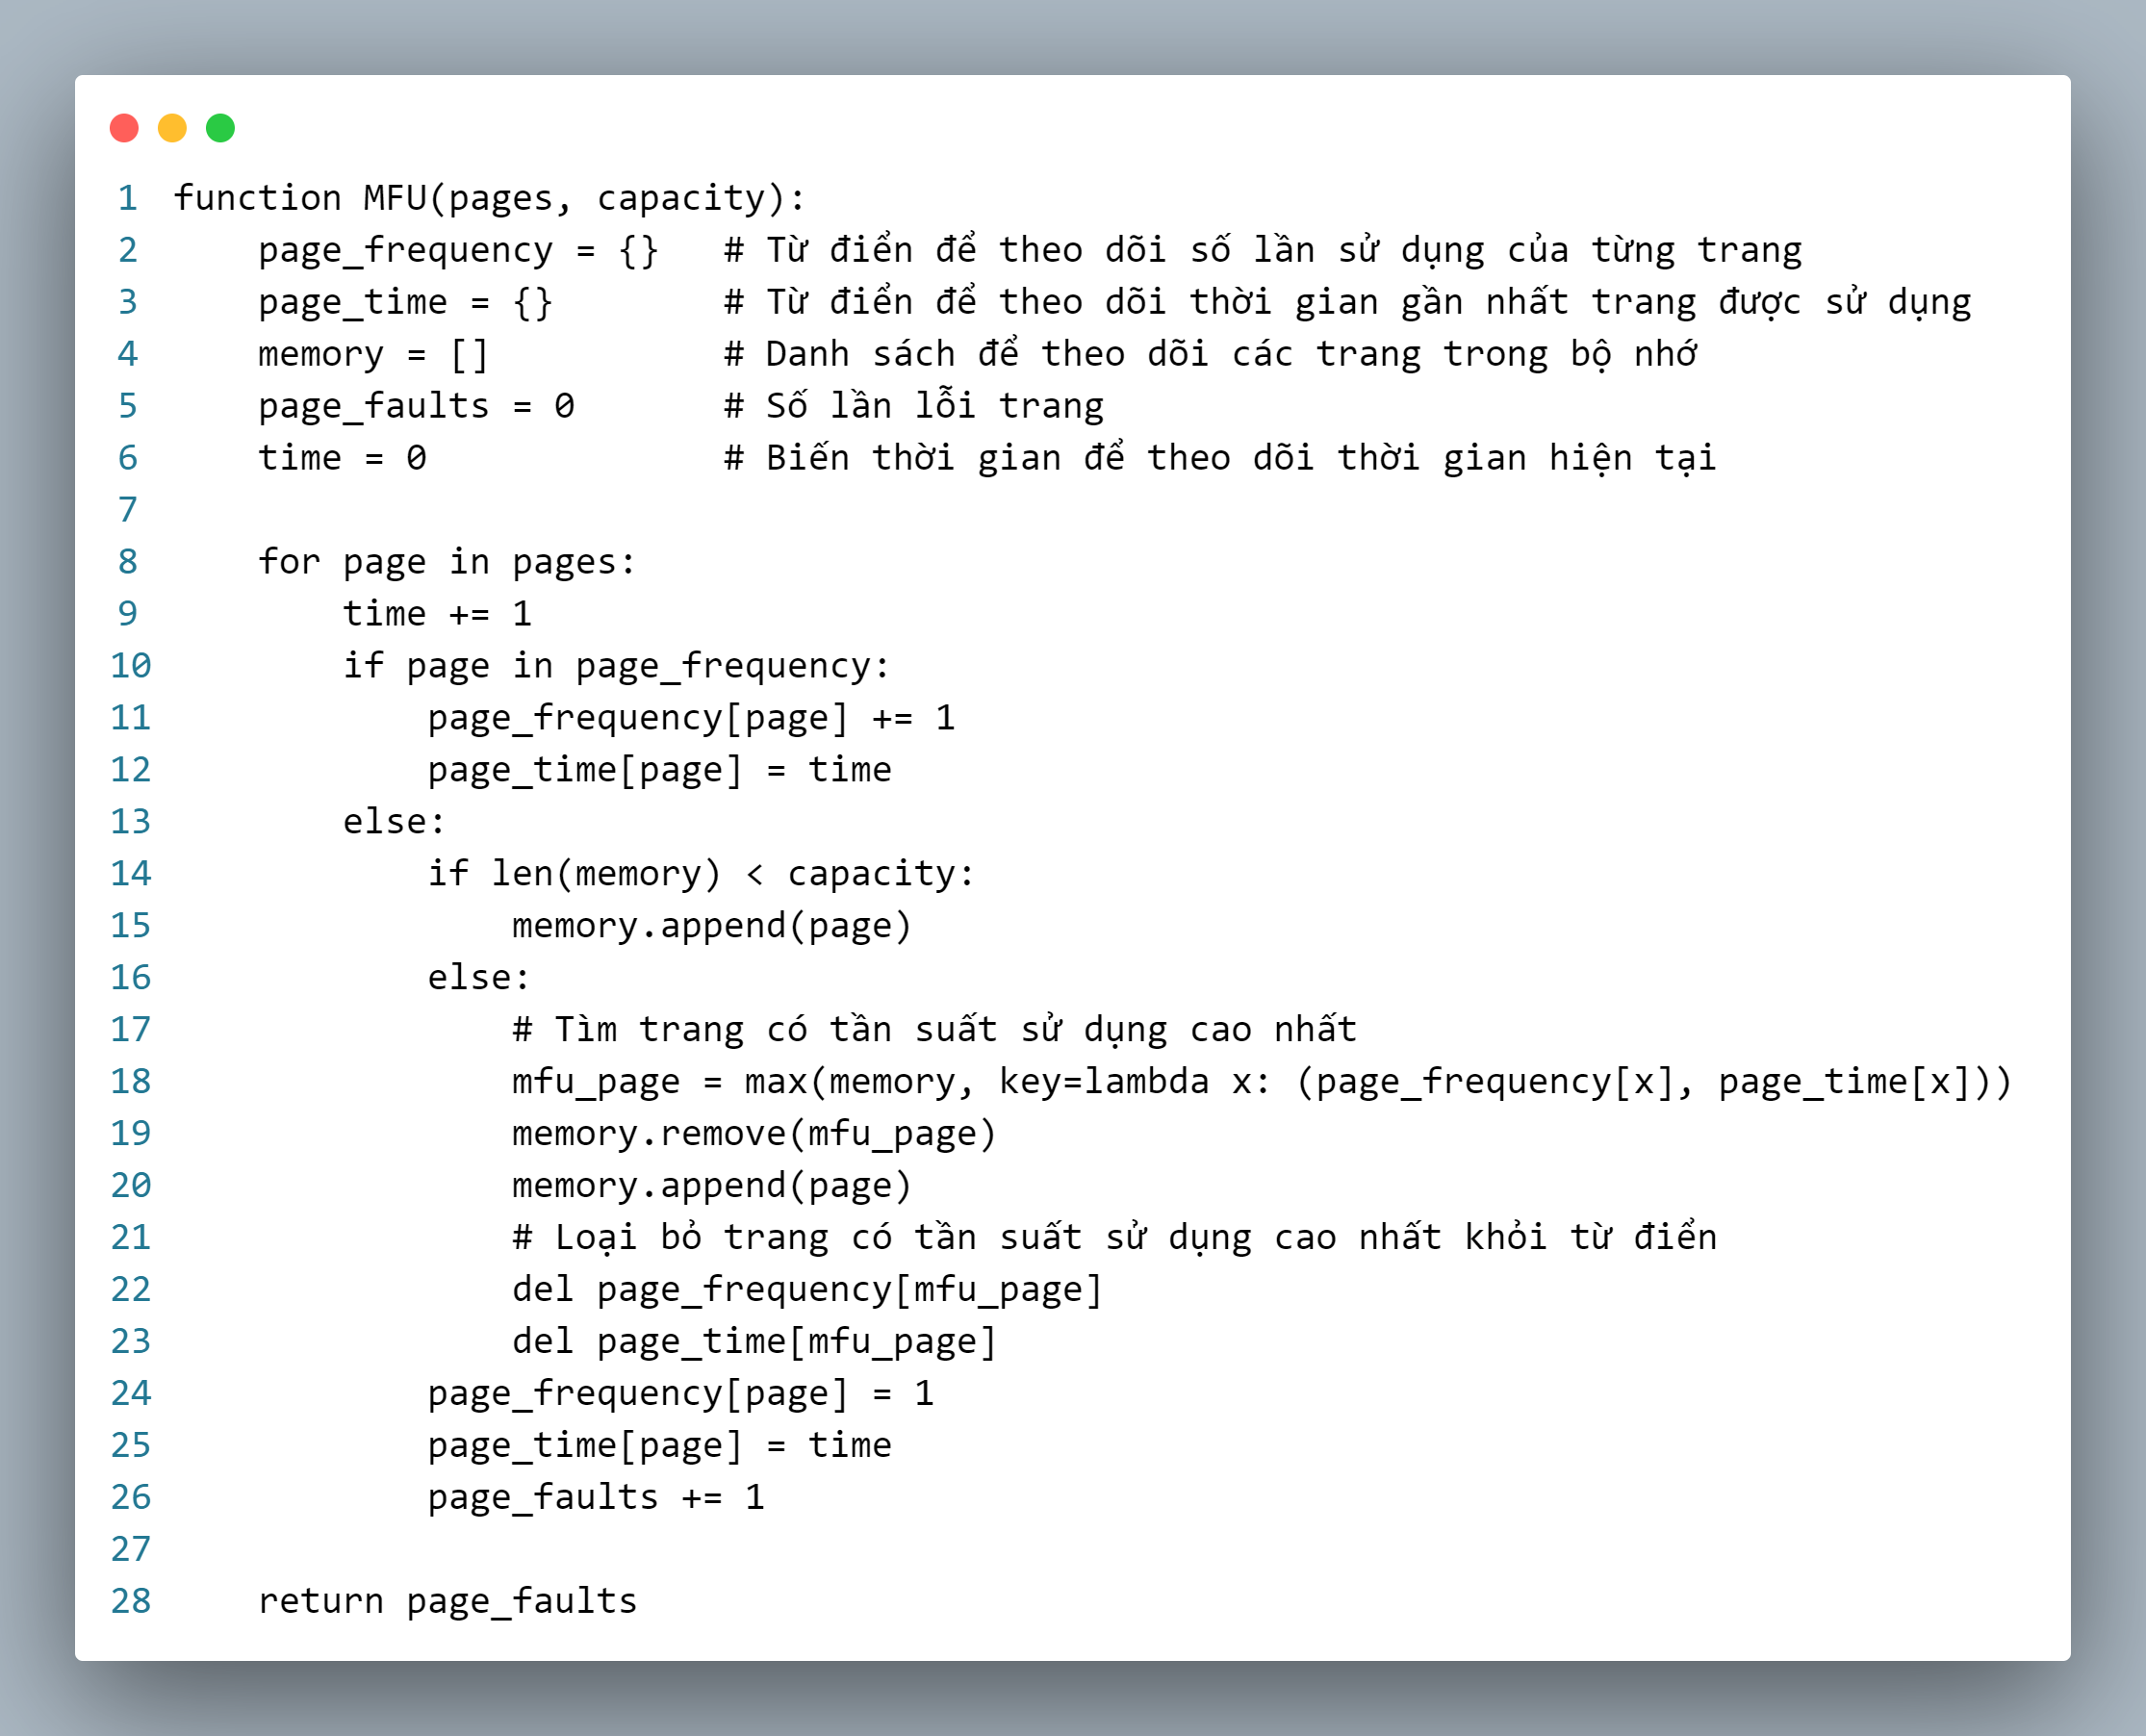 1 function MFU(pages, capacity):
2     page_frequency = {}   # Từ điển để theo dõi số lần sử dụng của từng trang
3     page_time = {}        # Từ điển để theo dõi thời gian gần nhất trang được sử dụng
4     memory = []           # Danh sách để theo dõi các trang trong bộ nhớ
5     page_faults = 0       # Số lần lỗi trang
6     time = 0              # Biến thời gian để theo dõi thời gian hiện tại
7
8     for page in pages:
9         time += 1
10         if page in page_frequency:
11             page_frequency[page] += 1
12             page_time[page] = time
13         else:
14             if len(memory) < capacity:
15                 memory.append(page)
16             else:
17                 # Tìm trang có tần suất sử dụng cao nhất
18                 mfu_page = max(memory, key=lambda x: (page_frequency[x], page_time[x]))
19                 memory.remove(mfu_page)
20                 memory.append(page)
21                 # Loại bỏ trang có tần suất sử dụng cao nhất khỏi từ điển
22                 del page_frequency[mfu_page]
23                 del page_time[mfu_page]
24             page_frequency[page] = 1
25             page_time[page] = time
26             page_faults += 1
27
28     return page_faults